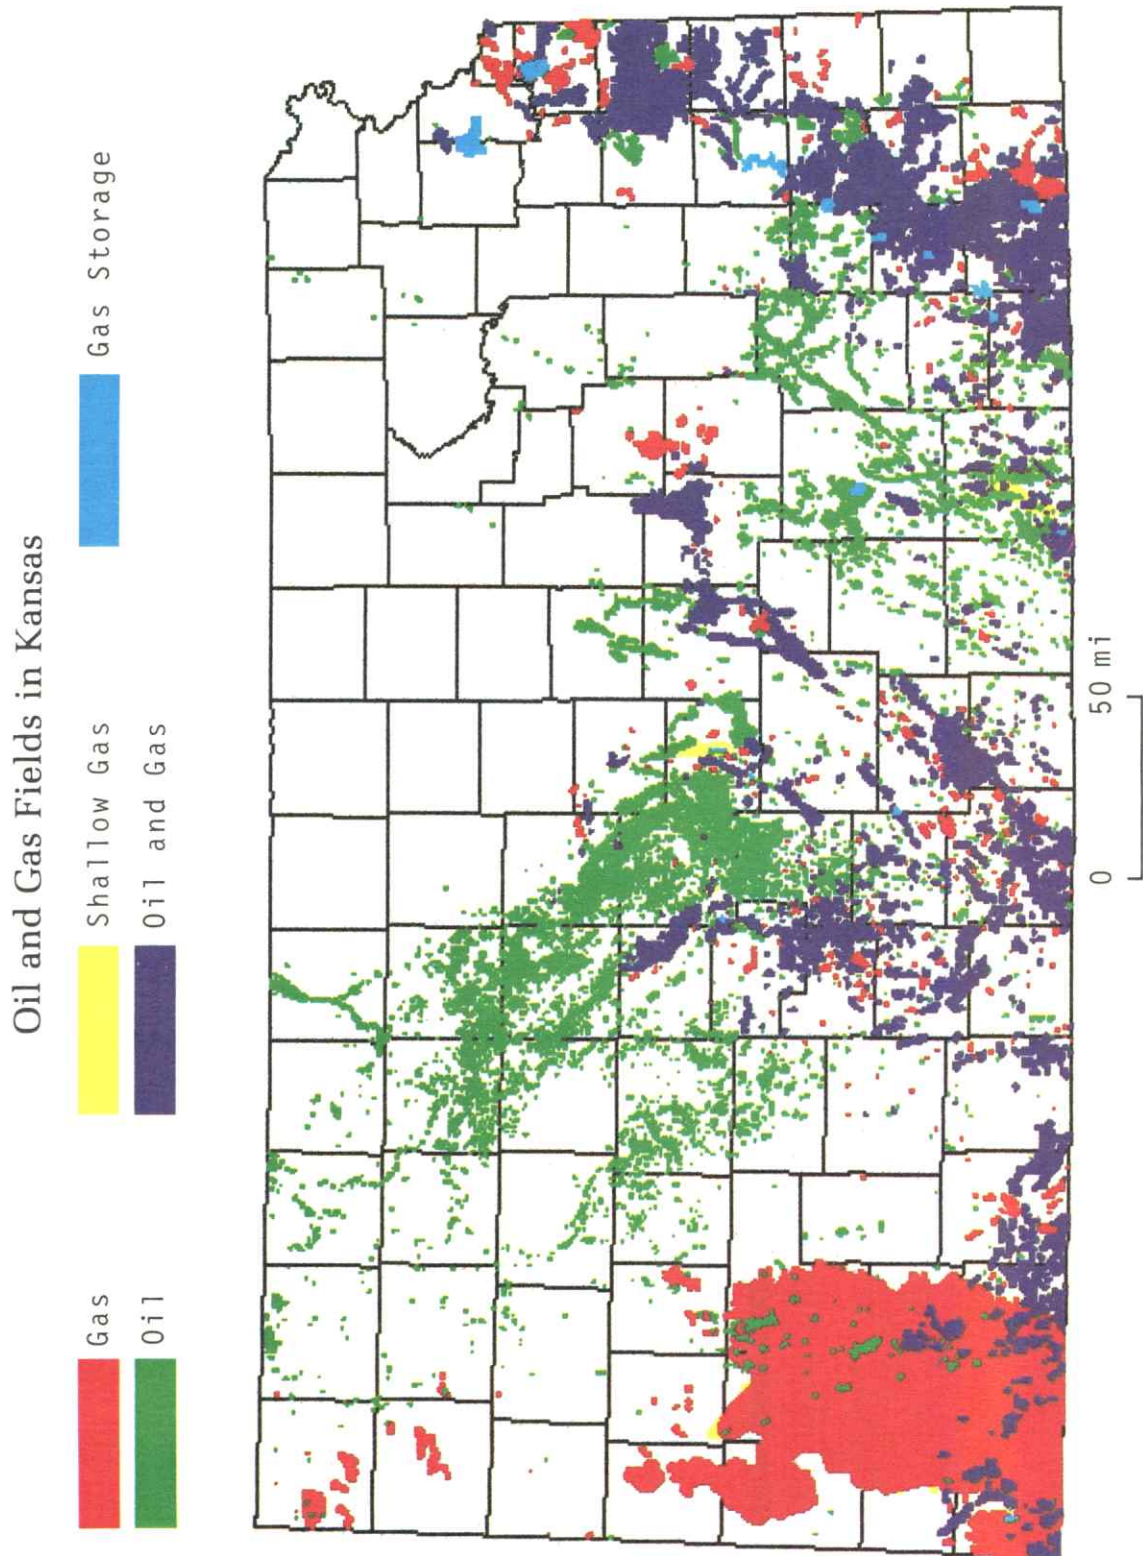 Oil and Gas Fields in Kansas
Gas
Shallow Gas
Gas Storage
Oil
Oil and Gas
0 50 mi